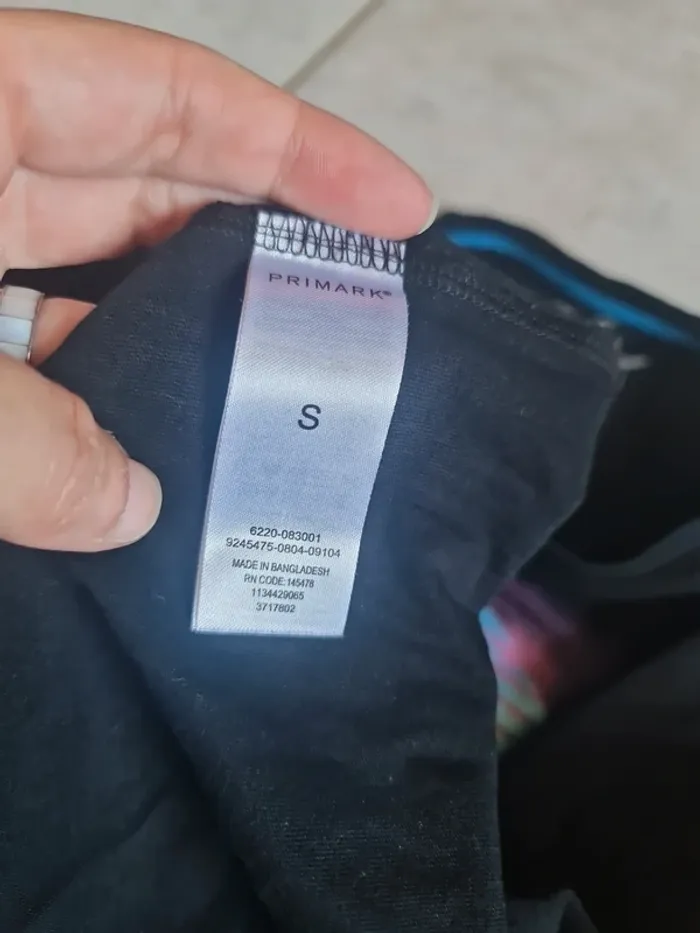 PRIMARK®
S
6220-083001
9245475-0804-09104
MADE IN BANGLADESH
RN CODE:145478
1134429065
3717802